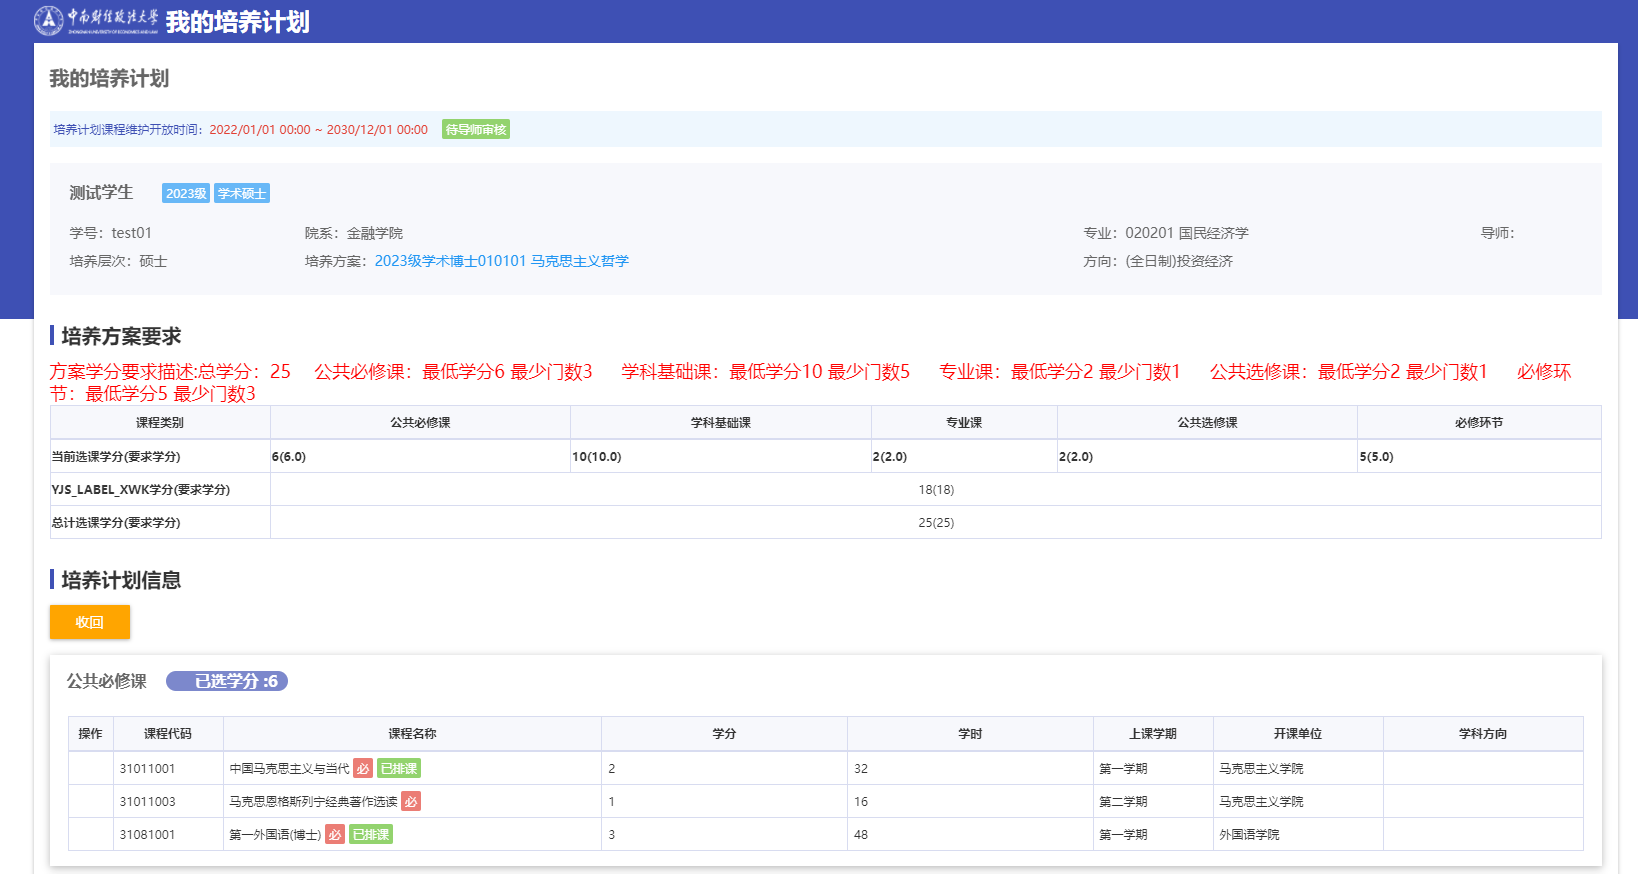 中南财经政法大学 我的培养计划
ZHONGNAN UNIVERSITY OF ECONOMICS AND LAW
我的培养计划
培养计划课程维护开放时间：2022/01/01 00:00 ~ 2030/12/01 00:00 待导师审核
测试学生 2023级 学术硕士
学号：test01 院系：金融学院 专业：020201 国民经济学 导师：
培养层次：硕士 培养方案：2023级学术博士010101 马克思主义哲学 方向：(全日制)投资经济
培养方案要求
方案学分要求描述:总学分：25 公共必修课：最低学分6 最少门数3 学科基础课：最低学分10 最少门数5 专业课：最低学分2 最少门数1 公共选修课：最低学分2 最少门数1 必修环
节：最低学分5 最少门数3
课程类别 公共必修课 学科基础课 专业课 公共选修课 必修环节
当前选课学分(要求学分) 6(6.0) 10(10.0) 2(2.0) 2(2.0) 5(5.0)
YJS_LABEL_XWK学分(要求学分) 18(18)
总计选课学分(要求学分) 25(25)
培养计划信息
收回
公共必修课 已选学分 :6
操作 课程代码 课程名称 学分 学时 上课学期 开课单位 学科方向
31011001 中国马克思主义与当代 必 已排课 2 32 第一学期 马克思主义学院
31011003 马克思恩格斯列宁经典著作选读 必 1 16 第二学期 马克思主义学院
31081001 第一外国语(博士) 必 已排课 3 48 第一学期 外国语学院